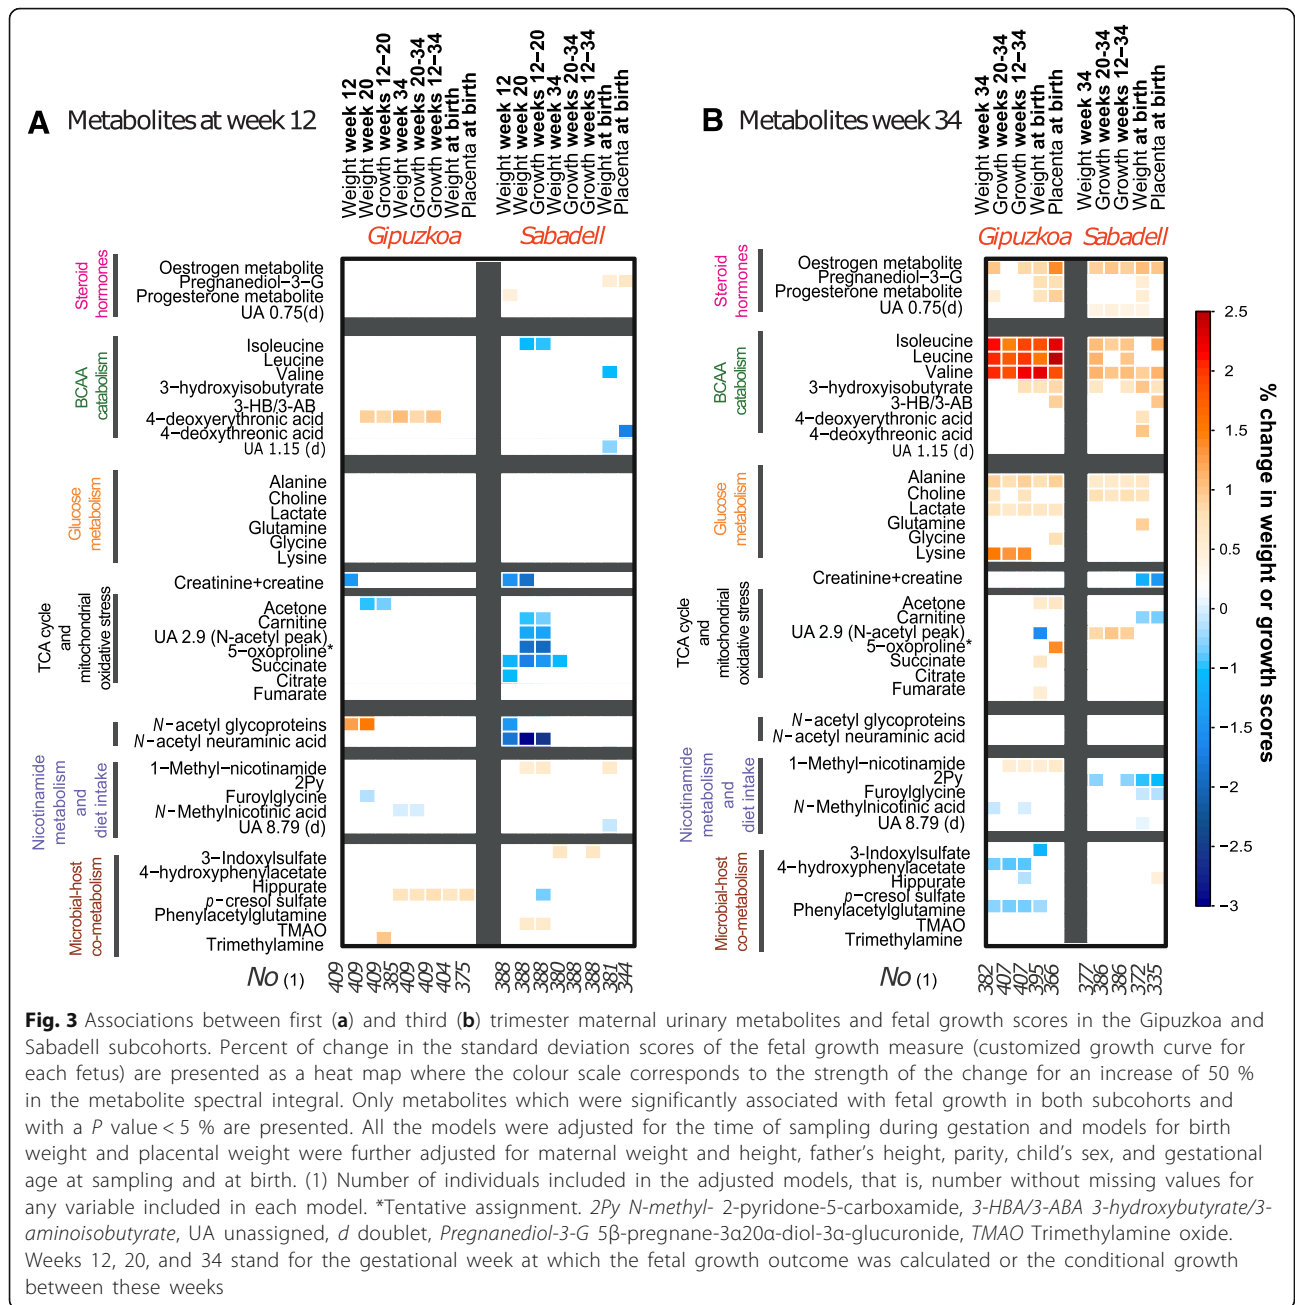 A Metabolites at week 12
Weight week 12
Weight week 20
Growth weeks 12−20
Weight week 34
Growth weeks 20-34
Growth weeks 12−34
Weight at birth
Placenta at birth
Weight week 12
Weight week 20
Growth weeks 12−20
Weight week 34
Growth weeks 20-34
Growth weeks 12−34
Weight at birth
Placenta at birth
Gipuzkoa Sabadell
Steroid hormones
Oestrogen metabolite
Pregnanediol−3−G
Progesterone metabolite
UA 0.75(d)
BCAA catabolism
Isoleucine
Leucine
Valine
3−hydroxyisobutyrate
3-HB/3-AB
4−deoxyerythronic acid
4−deoxythreonic acid
UA 1.15 (d)
Glucose metabolism
Alanine
Choline
Lactate
Glutamine
Glycine
Lysine
Creatinine+creatine
TCA cycle and mitochondrial oxidative stress
Acetone
Carnitine
UA 2.9 (N-acetyl peak)
5−oxoproline*
Succinate
Citrate
Fumarate
N−acetyl glycoproteins
N−acetyl neuraminic acid
Nicotinamide metabolism and diet intake
1−Methyl−nicotinamide
2Py
Furoylglycine
N−Methylnicotinic acid
UA 8.79 (d)
Microbial-host co-metabolism
3−Indoxylsulfate
4−hydroxyphenylacetate
Hippurate
p−cresol sulfate
Phenylacetylglutamine
TMAO
Trimethylamine
No (1) 409 409 409 385 409 409 404 375 388 388 388 380 388 388 381 344
B Metabolites week 34
Weight week 34
Growth weeks 20-34
Growth weeks 12−34
Weight at birth
Placenta at birth
Weight week 34
Growth weeks 20-34
Growth weeks 12−34
Weight at birth
Placenta at birth
Gipuzkoa Sabadell
Steroid hormones
Oestrogen metabolite
Pregnanediol−3−G
Progesterone metabolite
UA 0.75(d)
BCAA catabolism
Isoleucine
Leucine
Valine
3−hydroxyisobutyrate
3-HB/3-AB
4−deoxyerythronic acid
4−deoxythreonic acid
UA 1.15 (d)
Glucose metabolism
Alanine
Choline
Lactate
Glutamine
Glycine
Lysine
Creatinine+creatine
TCA cycle and mitochondrial oxidative stress
Acetone
Carnitine
UA 2.9 (N−acetyl peak)
5−oxoproline*
Succinate
Citrate
Fumarate
N−acetyl glycoproteins
N−acetyl neuraminic acid
Nicotinamide metabolism and diet intake
1−Methyl−nicotinamide
2Py
Furoylglycine
N−Methylnicotinic acid
UA 8.79 (d)
Microbial-host co-metabolism
3-Indoxylsulfate
4−hydroxyphenylacetate
Hippurate
p−cresol sulfate
Phenylacetylglutamine
TMAO
Trimethylamine
No (1) 382 407 407 395 366 377 386 386 372 335
2.5
2
1.5
1
0.5
0
−0.5
−1
−1.5
−2
−2.5
−3
% change in weight or growth scores
Fig. 3 Associations between first (a) and third (b) trimester maternal urinary metabolites and fetal growth scores in the Gipuzkoa and
Sabadell subcohorts. Percent of change in the standard deviation scores of the fetal growth measure (customized growth curve for
each fetus) are presented as a heat map where the colour scale corresponds to the strength of the change for an increase of 50 %
in the metabolite spectral integral. Only metabolites which were significantly associated with fetal growth in both subcohorts and
with a P value < 5 % are presented. All the models were adjusted for the time of sampling during gestation and models for birth
weight and placental weight were further adjusted for maternal weight and height, father's height, parity, child's sex, and gestational
age at sampling and at birth. (1) Number of individuals included in the adjusted models, that is, number without missing values for
any variable included in each model. *Tentative assignment. 2Py N-methyl- 2-pyridone-5-carboxamide, 3-HBA/3-ABA 3-hydroxybutyrate/3-
aminoisobutyrate, UA unassigned, d doublet, Pregnanediol-3-G 5β-pregnane-3α20α-diol-3α-glucuronide, TMAO Trimethylamine oxide.
Weeks 12, 20, and 34 stand for the gestational week at which the fetal growth outcome was calculated or the conditional growth
between these weeks